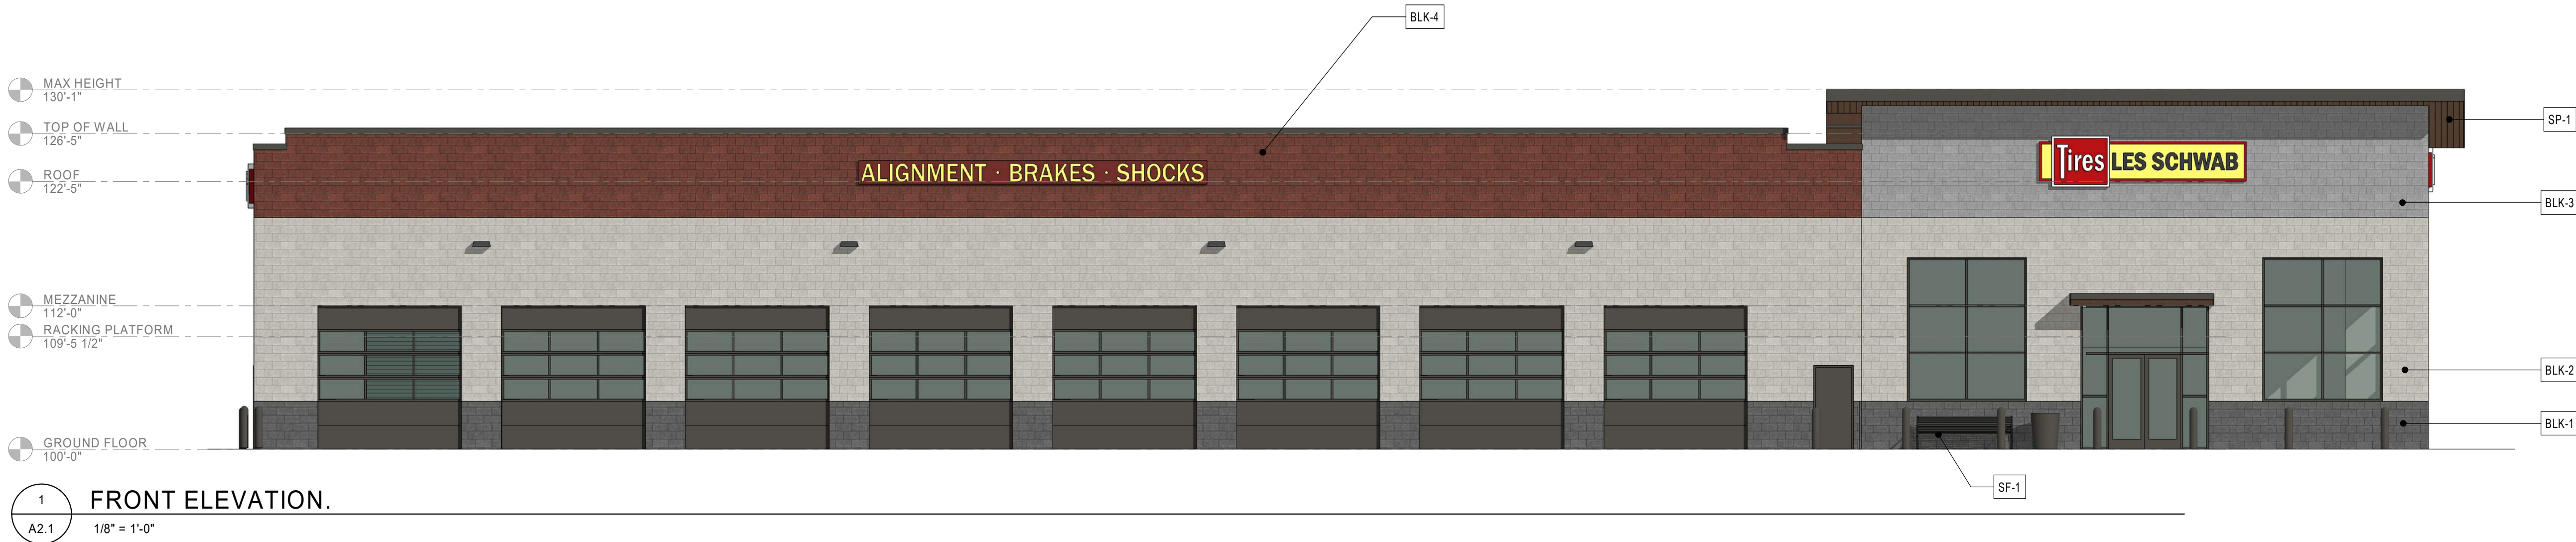 BLK-4
MAX HEIGHT
130'-1"
TOP OF WALL
126'-5"
SP-1
ALIGNMENT · BRAKES · SHOCKS
Tires LES SCHWAB
ROOF
122'-5"
BLK-3
MEZZANINE
112'-0"
RACKING PLATFORM
109'-5 1/2"
BLK-2
BLK-1
GROUND FLOOR
100'-0"
SF-1
1
FRONT ELEVATION.
A2.1
1/8" = 1'-0"